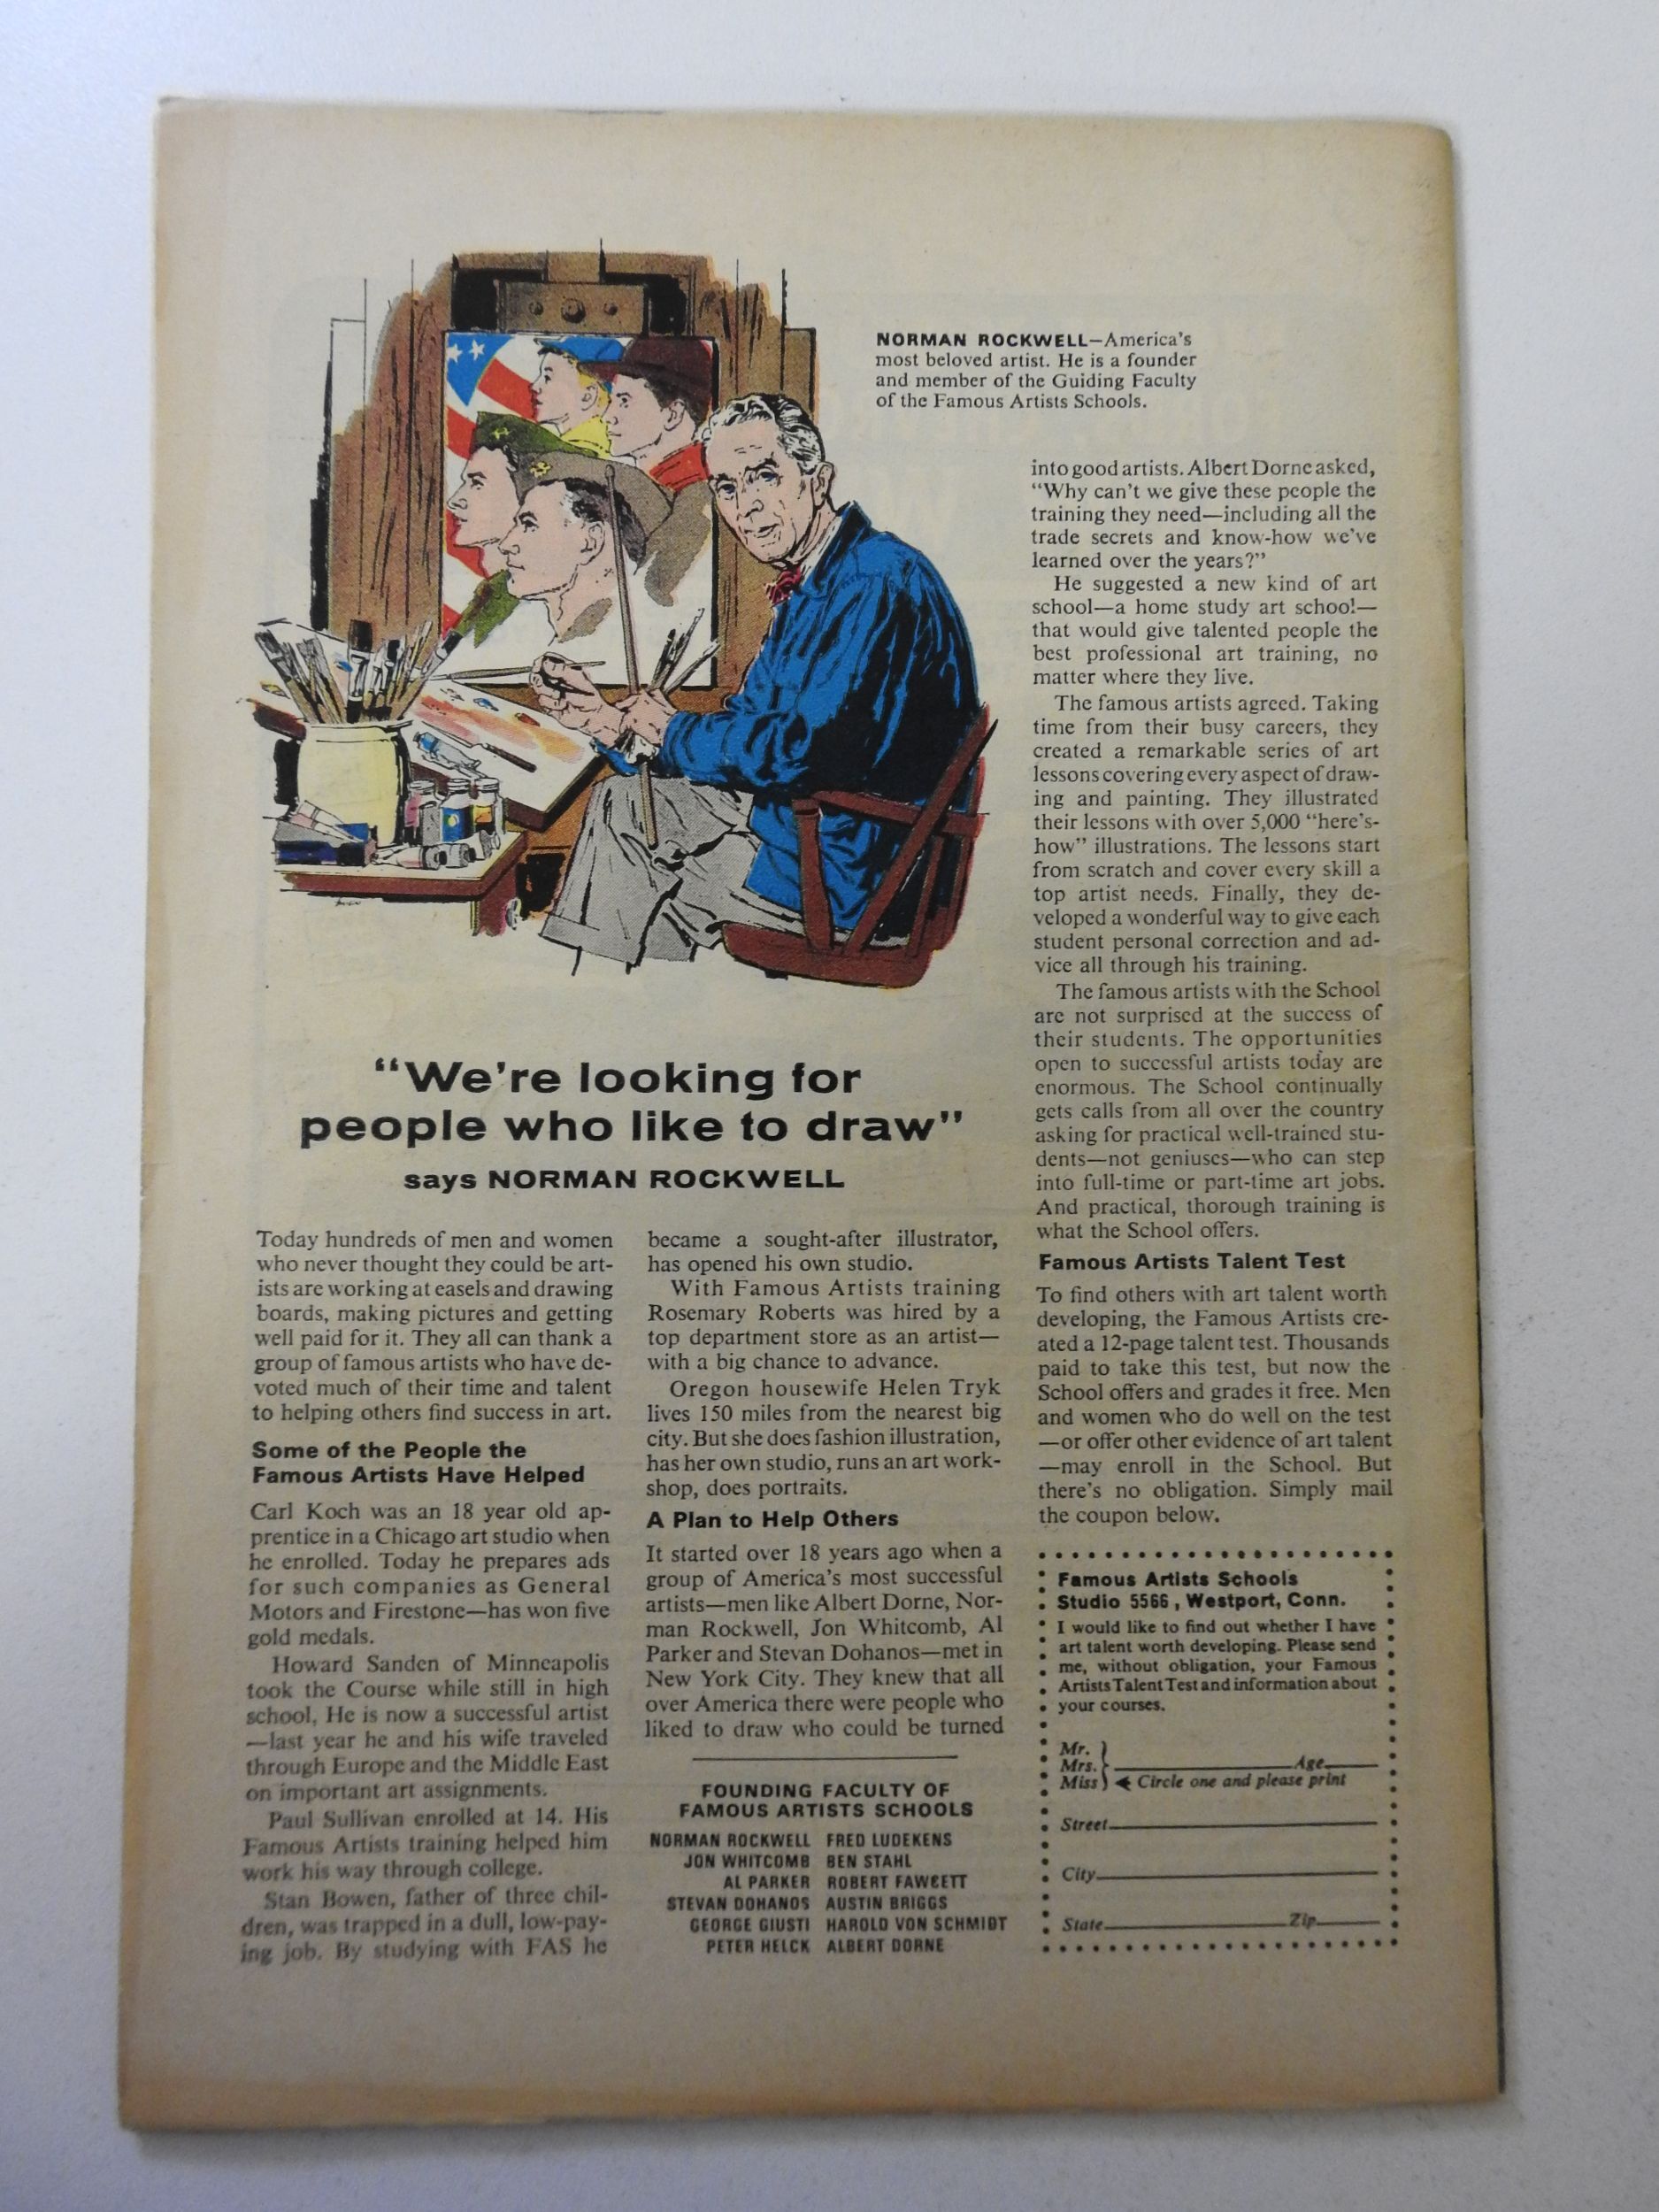 NORMAN ROCKWELL—America's
most beloved artist. He is a founder
and member of the Guiding Faculty
of the Famous Artists Schools.
"We're looking for
people who like to draw"
says NORMAN ROCKWELL
Today hundreds of men and women
who never thought they could be art-
ists are working at easels and drawing
boards, making pictures and getting
well paid for it. They all can thank a
group of famous artists who have de-
voted much of their time and talent
to helping others find success in art.
Some of the People the
Famous Artists Have Helped
Carl Koch was an 18 year old ap-
prentice in a Chicago art studio when
he enrolled. Today he prepares ads
for such companies as General
Motors and Firestone—has won five
gold medals.
Howard Sanden of Minneapolis
took the Course while still in high
school, He is now a successful artist
—last year he and his wife traveled
through Europe and the Middle East
on important art assignments.
Paul Sullivan enrolled at 14. His
Famous Artists training helped him
work his way through college.
Stan Bowen, father of three chil-
dren, was trapped in a dull, low-pay-
ing job. By studying with FAS he
became a sought-after illustrator,
has opened his own studio.
With Famous Artists training
Rosemary Roberts was hired by a
top department store as an artist—
with a big chance to advance.
Oregon housewife Helen Tryk
lives 150 miles from the nearest big
city. But she does fashion illustration,
has her own studio, runs an art work-
shop, does portraits.
A Plan to Help Others
It started over 18 years ago when a
group of America's most successful
artists—men like Albert Dorne, Nor-
man Rockwell, Jon Whitcomb, Al
Parker and Stevan Dohanos—met in
New York City. They knew that all
over America there were people who
liked to draw who could be turned
FOUNDING FACULTY OF
FAMOUS ARTISTS SCHOOLS
NORMAN ROCKWELL FRED LUDEKENS
JON WHITCOMB BEN STAHL
AL PARKER ROBERT FAWCETT
STEVAN DOHANOS AUSTIN BRIGGS
GEORGE GIUSTI HAROLD VON SCHMIDT
PETER HELCK ALBERT DORNE
into good artists. Albert Dorne asked,
"Why can't we give these people the
training they need—including all the
trade secrets and know-how we've
learned over the years?"
He suggested a new kind of art
school—a home study art school—
that would give talented people the
best professional art training, no
matter where they live.
The famous artists agreed. Taking
time from their busy careers, they
created a remarkable series of art
lessons covering every aspect of draw-
ing and painting. They illustrated
their lessons with over 5,000 "here's-
how" illustrations. The lessons start
from scratch and cover every skill a
top artist needs. Finally, they de-
veloped a wonderful way to give each
student personal correction and ad-
vice all through his training.
The famous artists with the School
are not surprised at the success of
their students. The opportunities
open to successful artists today are
enormous. The School continually
gets calls from all over the country
asking for practical well-trained stu-
dents—not geniuses—who can step
into full-time or part-time art jobs.
And practical, thorough training is
what the School offers.
Famous Artists Talent Test
To find others with art talent worth
developing, the Famous Artists cre-
ated a 12-page talent test. Thousands
paid to take this test, but now the
School offers and grades it free. Men
and women who do well on the test
—or offer other evidence of art talent
—may enroll in the School. But
there's no obligation. Simply mail
the coupon below.
Famous Artists Schools
Studio 5566, Westport, Conn.
I would like to find out whether I have
art talent worth developing. Please send
me, without obligation, your Famous
Artists Talent Test and information about
your courses.
Mr.
Mrs. Age
Miss Circle one and please print
Street
City
State Zip